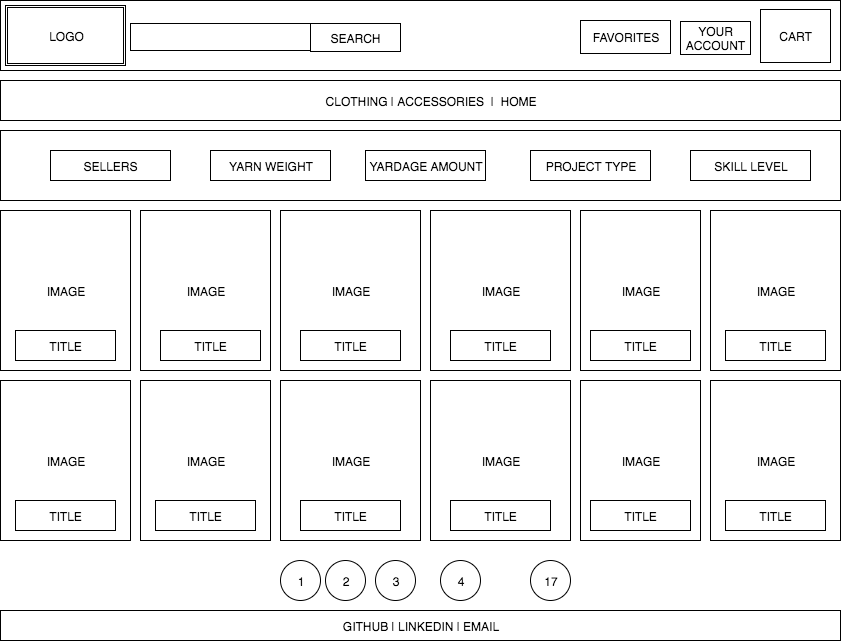 LOGO
SEARCH
FAVORITES
YOUR
ACCOUNT
CART
CLOTHING | ACCESSORIES | HOME
SELLERS
YARN WEIGHT
YARDAGE AMOUNT
PROJECT TYPE
SKILL LEVEL
IMAGE
IMAGE
IMAGE
IMAGE
IMAGE
IMAGE
TITLE
TITLE
TITLE
TITLE
TITLE
TITLE
IMAGE
IMAGE
IMAGE
IMAGE
IMAGE
IMAGE
TITLE
TITLE
TITLE
TITLE
TITLE
TITLE
1
2
3
4
17
GITHUB | LINKEDIN | EMAIL